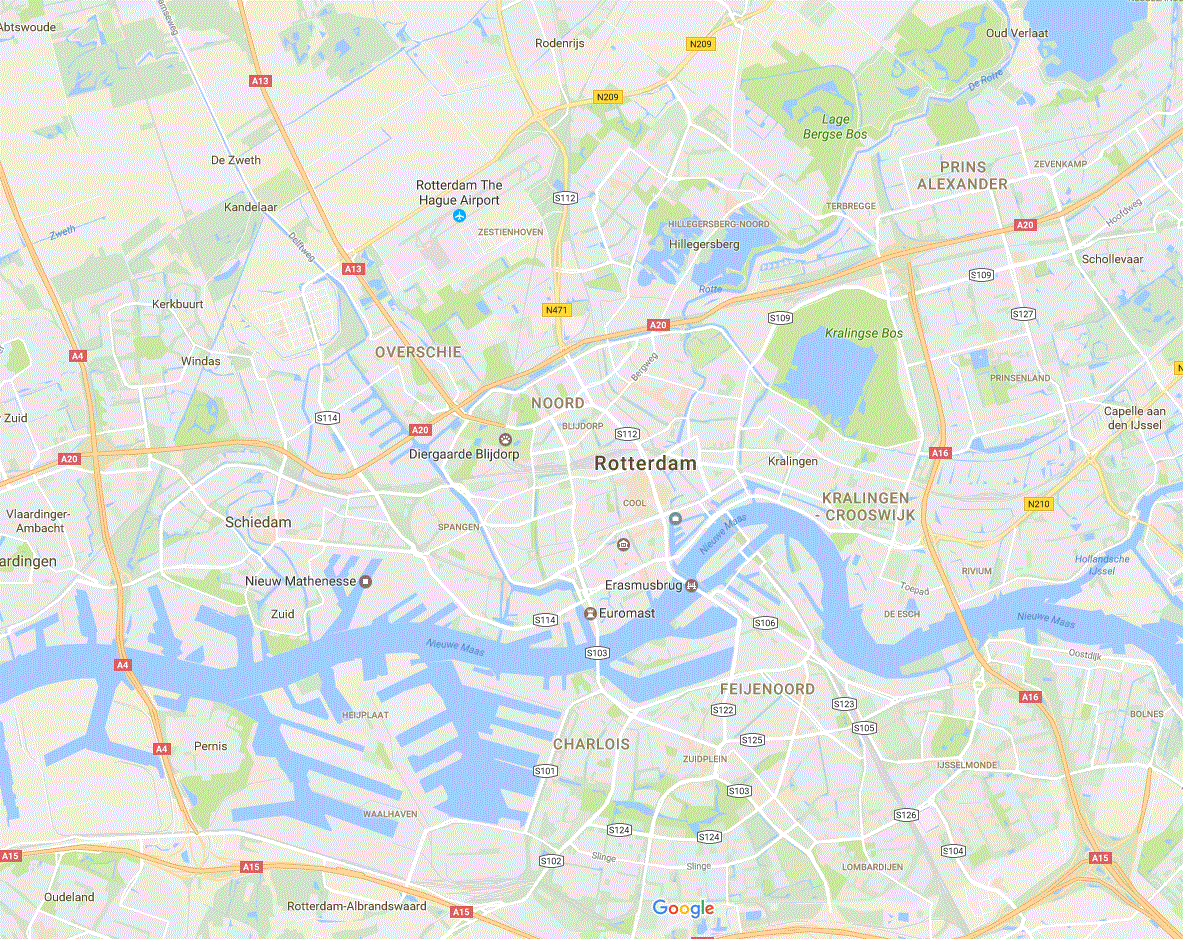 Abtswoude
Rodenrijs
N209
Oud Verlaat
A13
De Rotte
N209
Lage
Bergse Bos
De Zweth
PRINS
ALEXANDER
ZEVENKAMP
Rotterdam The
Hague Airport
S112
Kandelaar
TERBREGGE
Hoofdweg
Zweth
Delftweg
ZESTIENHOVEN
HILLEGERSBERG-NOORD
Hillegersberg
A20
Schollevaar
A13
S109
Rotte
Kerkbuurt
N471
S109
S127
A20
Kralingse Bos
A4
Windas
OVERSCHIE
Bergweg
PRINSENLAND
NOORD
Zuid
S114
BLIJDORP
Capelle aan
den IJssel
A20
S112
Diergaarde Blijdorp
A20
Rotterdam
Kralingen
A16
COOL
KRALINGEN
- CROOSWIJK
N210
Vlaardinger-
Ambacht
Schiedam
SPANGEN
Nieuwe Maas
ardingen
Hollandsche
IJssel
RIVIUM
Nieuw Mathenesse
Erasmusbrug
Toepad
Zuid
Euromast
DE ESCH
S114
S106
Nieuwe Maas
Nieuwe Maas
S103
Oostdijk
A4
FEIJENOORD
A16
HEIJPLAAT
S122
S123
BOLNES
S105
Pernis
A4
CHARLOIS
S125
ZUIDPLEIN
IJSSELMONDE
S101
S103
WAALHAVEN
S126
S124
S124
A15
S102
Slinge
Slinge
S104
A15
A15
LOMBARDIJEN
Oudeland
Rotterdam-Albrandswaard
A15
Google